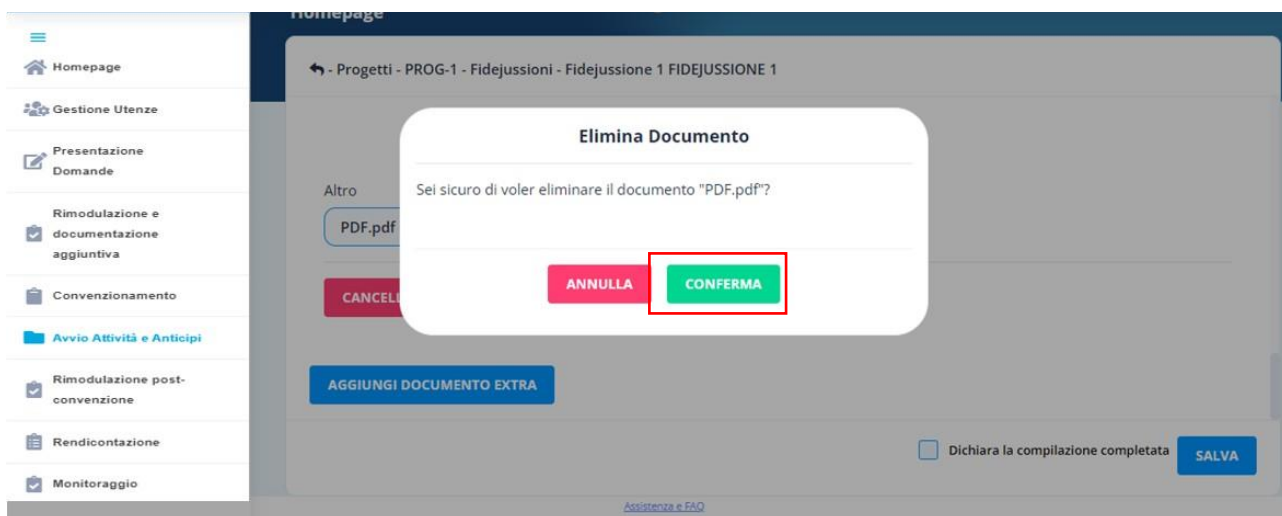 Homepage
Homepage
Gestione Utenze
Presentazione
Domande
Rimodulazione e
documentazione
aggiuntiva
Convenzionamento
Avvio Attività e Anticipi
Rimodulazione post-
convenzione
Rendicontazione
Monitoraggio
- Progetti - PROG-1 - Fidejussioni - Fidejussione 1 FIDEJUSSIONE 1
Elimina Documento
Sei sicuro di voler eliminare il documento "PDF.pdf"?
ANNULLA CONFERMA
Altro
PDF.pdf
CANCELL
AGGIUNGI DOCUMENTO EXTRA
Dichiara la compilazione completata SALVA
Assistenza e FAQ